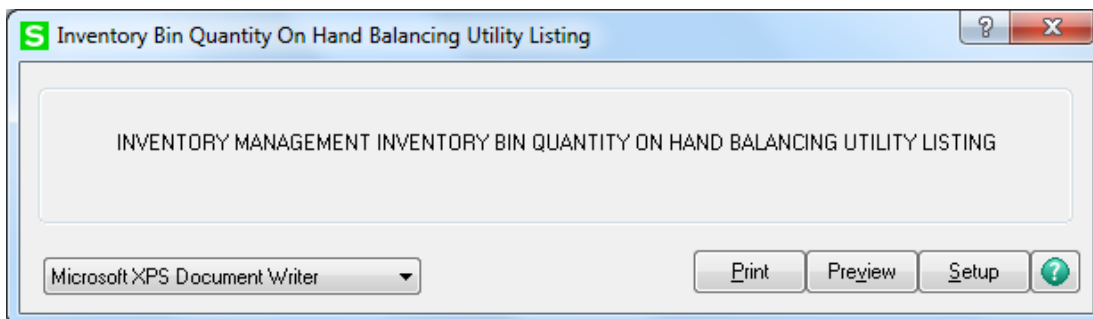 S Inventory Bin Quantity On Hand Balancing Utility Listing ? X
INVENTORY MANAGEMENT INVENTORY BIN QUANTITY ON HAND BALANCING UTILITY LISTING
Microsoft XPS Document Writer Print Preview Setup ?